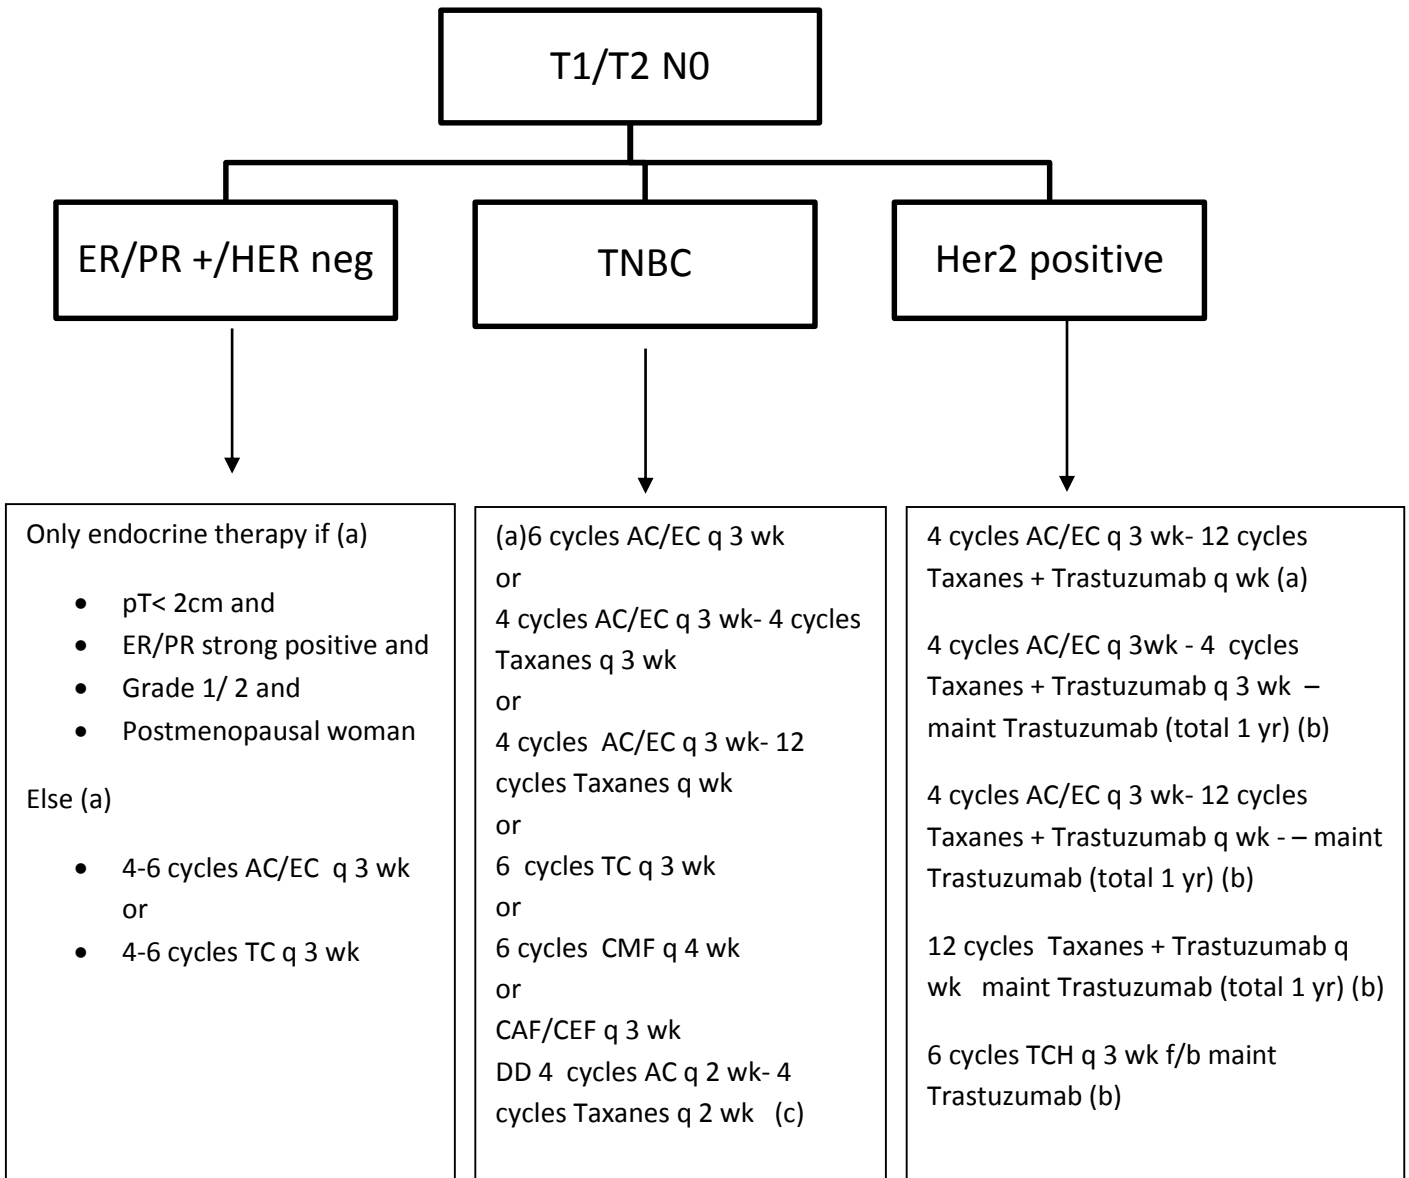 T1/T2 N0
ER/PR +/HER neg
TNBC
Her2 positive
Only endocrine therapy if (a)
• pT< 2cm and
• ER/PR strong positive and
• Grade 1/ 2 and
• Postmenopausal woman
Else (a)
• 4-6 cycles AC/EC q 3 wk
or
• 4-6 cycles TC q 3 wk
(a)6 cycles AC/EC q 3 wk
or
4 cycles AC/EC q 3 wk- 4 cycles
Taxanes q 3 wk
or
4 cycles AC/EC q 3 wk- 12
cycles Taxanes q wk
or
6 cycles TC q 3 wk
or
6 cycles CMF q 4 wk
or
CAF/CEF q 3 wk
DD 4 cycles AC q 2 wk- 4
cycles Taxanes q 2 wk (c)
4 cycles AC/EC q 3 wk- 12 cycles
Taxanes + Trastuzumab q wk (a)
4 cycles AC/EC q 3wk - 4 cycles
Taxanes + Trastuzumab q 3 wk –
maint Trastuzumab (total 1 yr) (b)
4 cycles AC/EC q 3 wk- 12 cycles
Taxanes + Trastuzumab q wk - – maint
Trastuzumab (total 1 yr) (b)
12 cycles Taxanes + Trastuzumab q
wk maint Trastuzumab (total 1 yr) (b)
6 cycles TCH q 3 wk f/b maint
Trastuzumab (b)